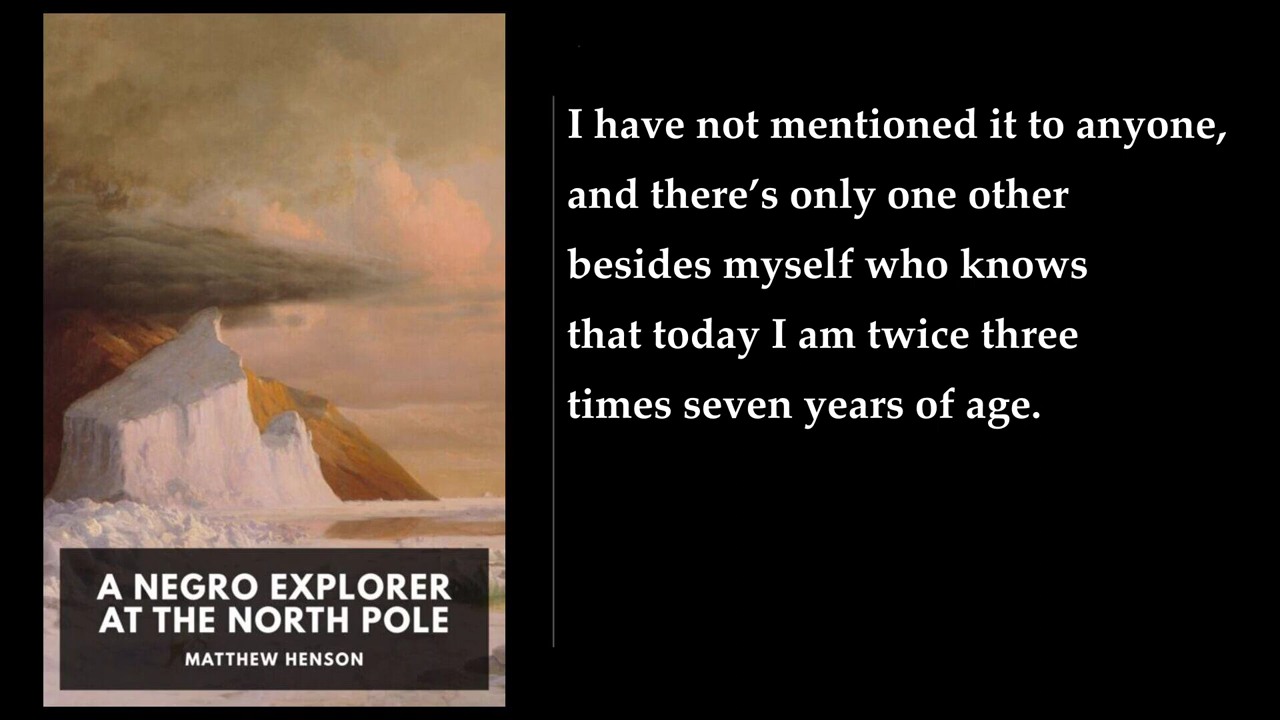 A NEGRO EXPLORER
AT THE NORTH POLE
MATTHEW HENSON
I have not mentioned it to anyone,
and there’s only one other
besides myself who knows
that today I am twice three
times seven years of age.